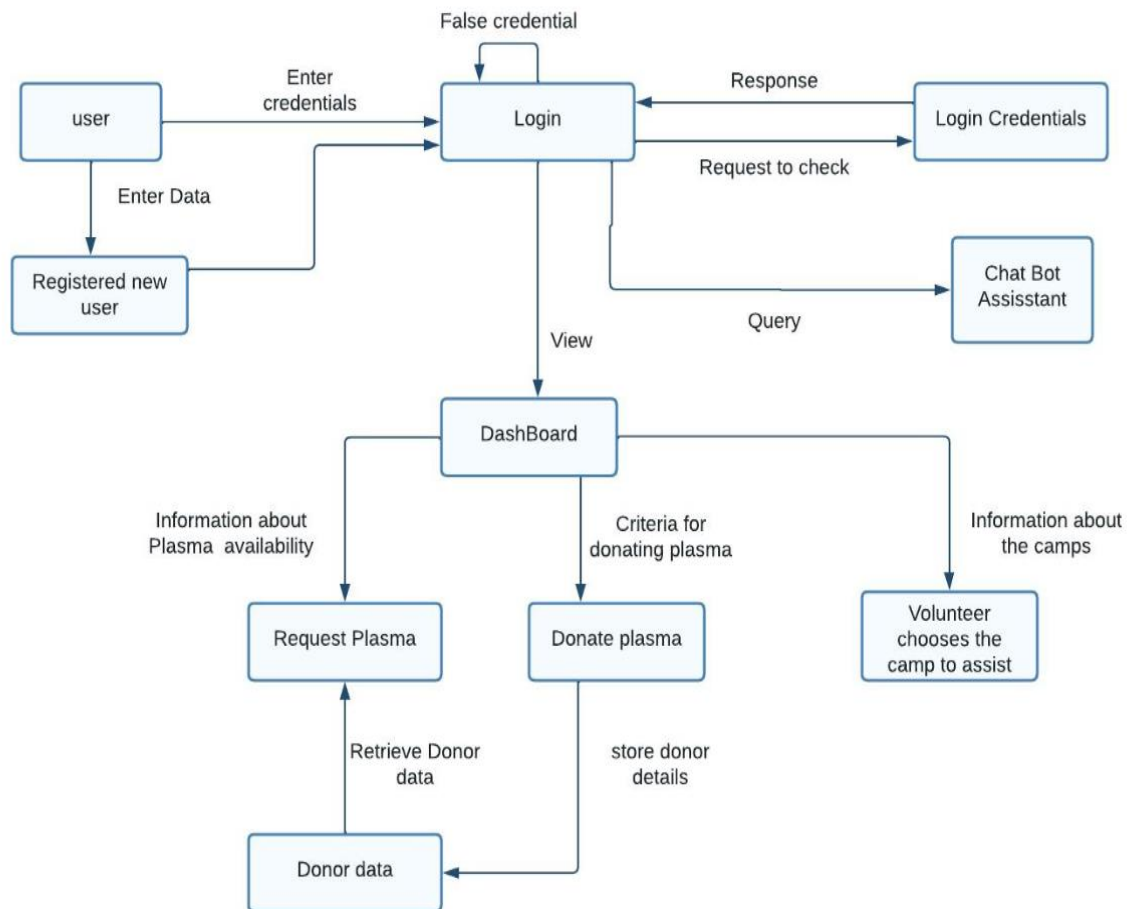 False credential
Enter
credentials
Response
user
Login
Login Credentials
Request to check
Enter Data
Registered new
user
Chat Bot
Assisstant
Query
View
DashBoard
Information about
Plasma availability
Criteria for
donating plasma
Information about
the camps
Request Plasma
Donate plasma
Volunteer
chooses the
camp to assist
Retrieve Donor
data
store donor
details
Donor data